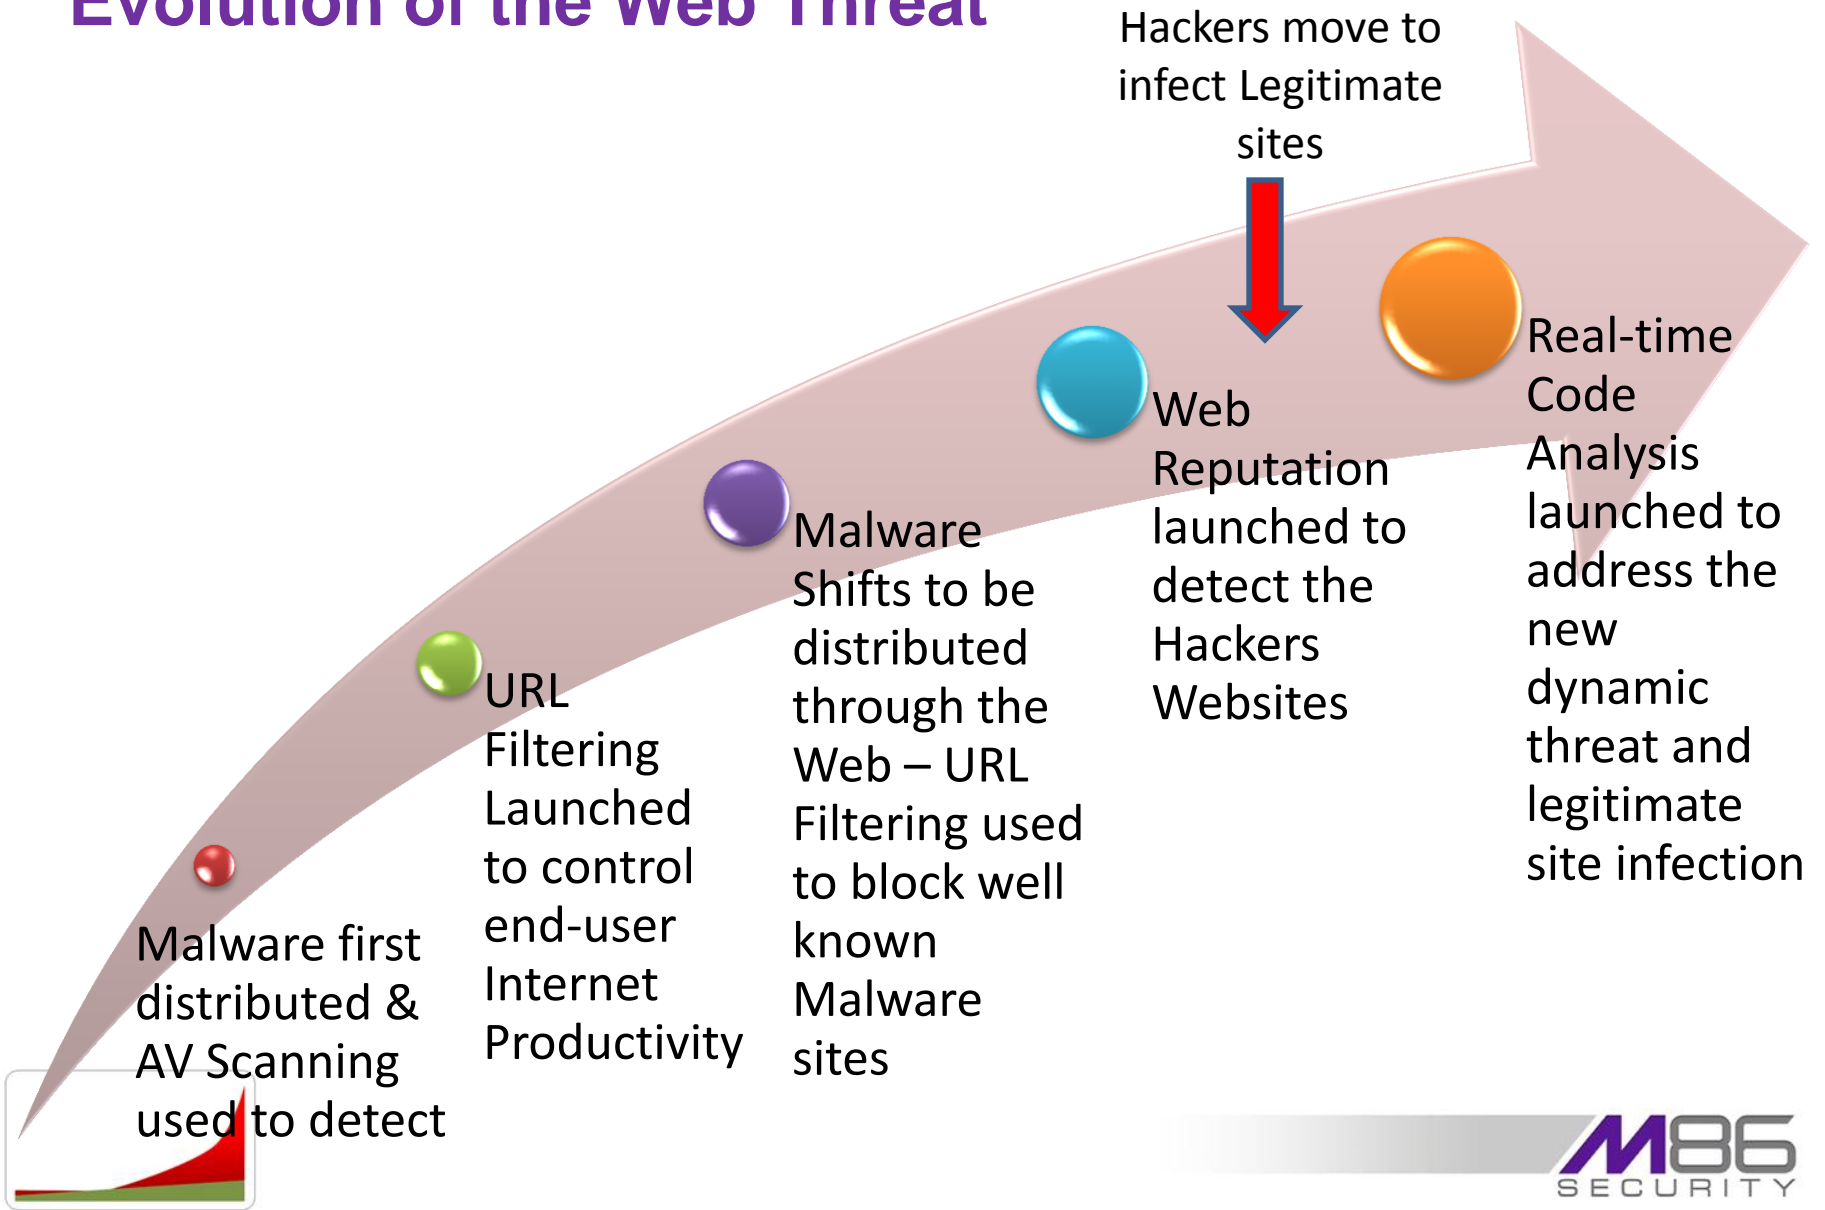 Evolution of the Web Threat
Hackers move to
infect Legitimate
sites
Malware first
distributed &
AV Scanning
used to detect
URL
Filtering
Launched
to control
end-user
Internet
Productivity
Malware
Shifts to be
distributed
through the
Web – URL
Filtering used
to block well
known
Malware
sites
Web
Reputation
launched to
detect the
Hackers
Websites
Real-time
Code
Analysis
launched to
address the
new
dynamic
threat and
legitimate
site infection
M86
SECURITY